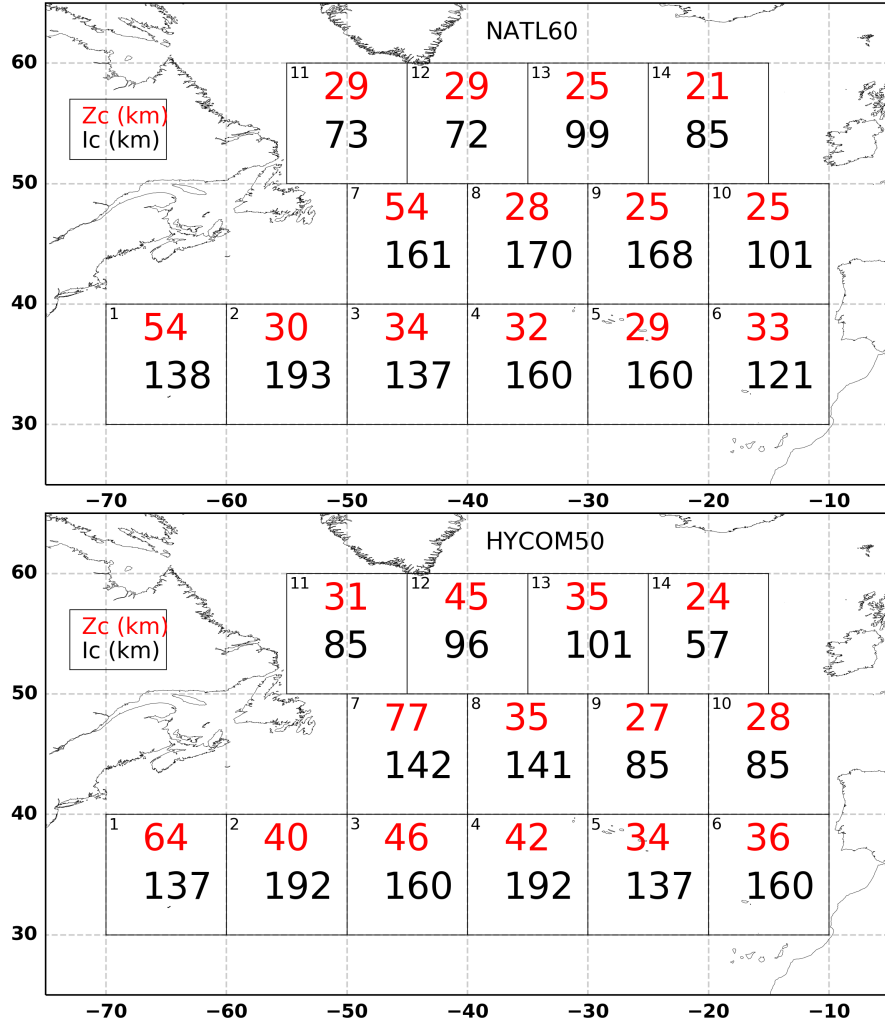 NATL60
60
11 12 13 14
29 29 25 21
Zc (km)
Ic (km)
73 72 99 85
50
7 8 9 10
54 28 25 25
161 170 168 101
40
1 2 3 4 5 6
54 30 34 32 29 33
138 193 137 160 160 121
30
−70 −60 −50 −40 −30 −20 −10
HYCOM50
60
11 12 13 14
31 45 35 24
Zc (km)
Ic (km)
85 96 101 57
50
7 8 9 10
77 35 27 28
142 141 85 85
40
1 2 3 4 5 6
64 40 46 42 34 36
137 192 160 192 137 160
30
−70 −60 −50 −40 −30 −20 −10